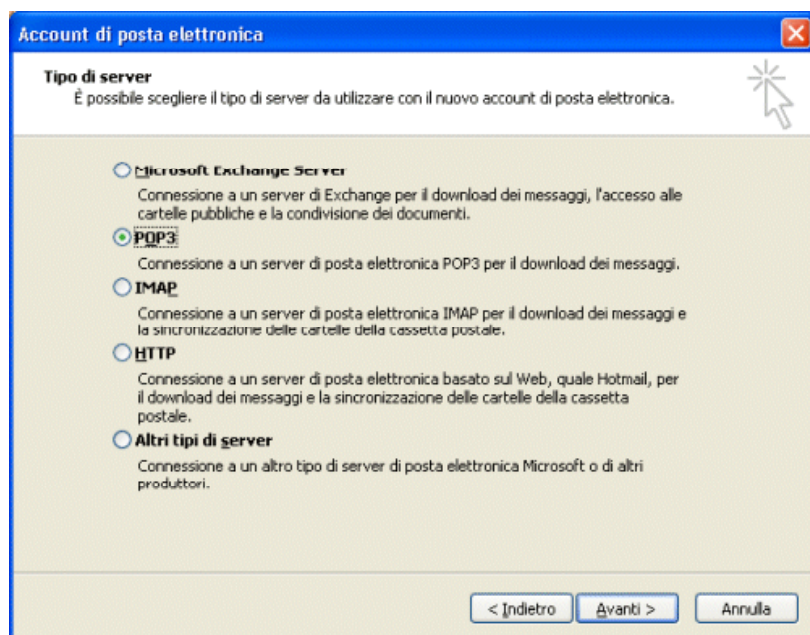 Account di posta elettronica
Tipo di server
È possibile scegliere il tipo di server da utilizzare con il nuovo account di posta elettronica.
Microsoft Exchange Server
Connessione a un server di Exchange per il download dei messaggi, l'accesso alle
cartelle pubbliche e la condivisione dei documenti.
POP3
Connessione a un server di posta elettronica POP3 per il download dei messaggi.
IMAP
Connessione a un server di posta elettronica IMAP per il download dei messaggi e
la sincronizzazione delle cartelle della cassetta postale.
HTTP
Connessione a un server di posta elettronica basato sul Web, quale Hotmail, per
il download dei messaggi e la sincronizzazione delle cartelle della cassetta
postale.
Altri tipi di server
Connessione a un altro tipo di server di posta elettronica Microsoft o di altri
produttori.
< Indietro Avanti > Annulla